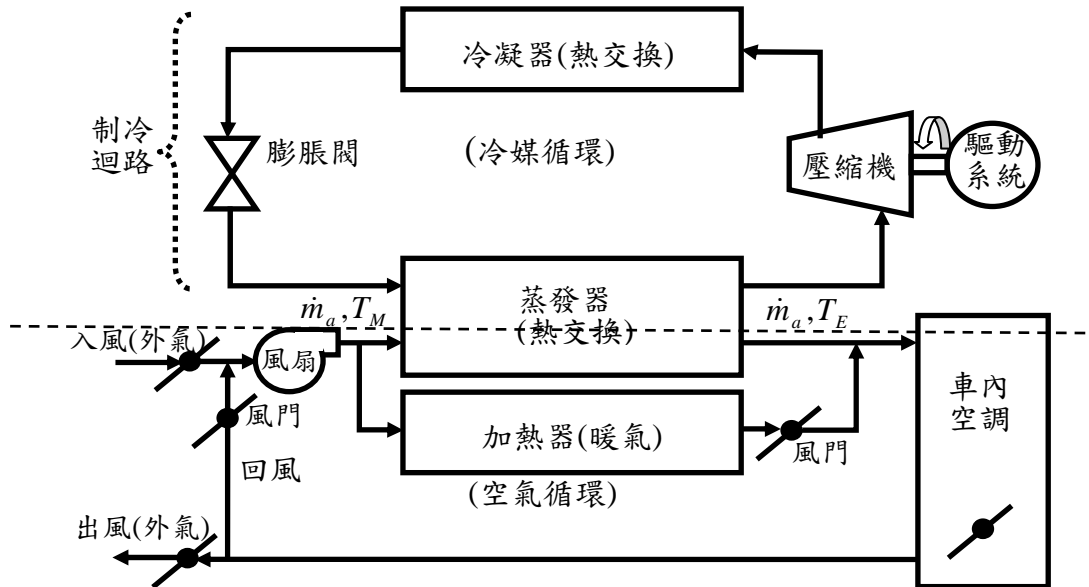 冷凝器(熱交換)
制冷
迴路
膨脹閥
(冷媒循環)
壓縮機
驅動
系統
蒸發器
(熱交換)
ṁₐ,T_M
ṁₐ,T_E
入風(外氣)
風扇
車內
空調
風門
加熱器(暖氣)
風門
回風
(空氣循環)
出風(外氣)